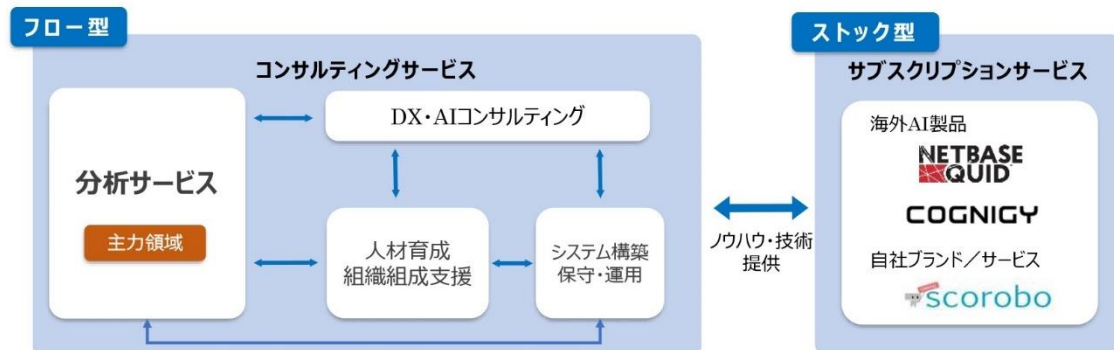 フロー型
コンサルティングサービス
分析サービス
主力領域
DX・AIコンサルティング
人材育成
組織組成支援
システム構築
保守・運用
ノウハウ・技術
提供
ストック型
サブスクリプションサービス
海外AI製品
NETBASE
QUID
COGNIGY
自社ブランド／サービス
scorobo